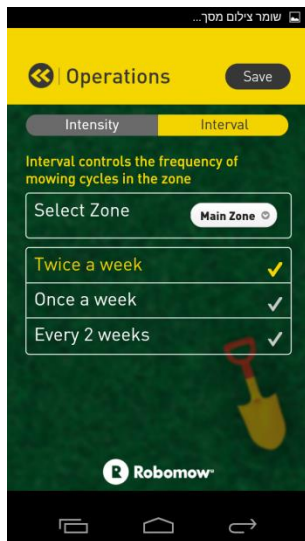 שומר צילום מסך...
Operations
Save
Intensity
Interval
Interval controls the frequency of
mowing cycles in the zone
Select Zone
Main Zone
Twice a week
Once a week
Every 2 weeks
R Robomow